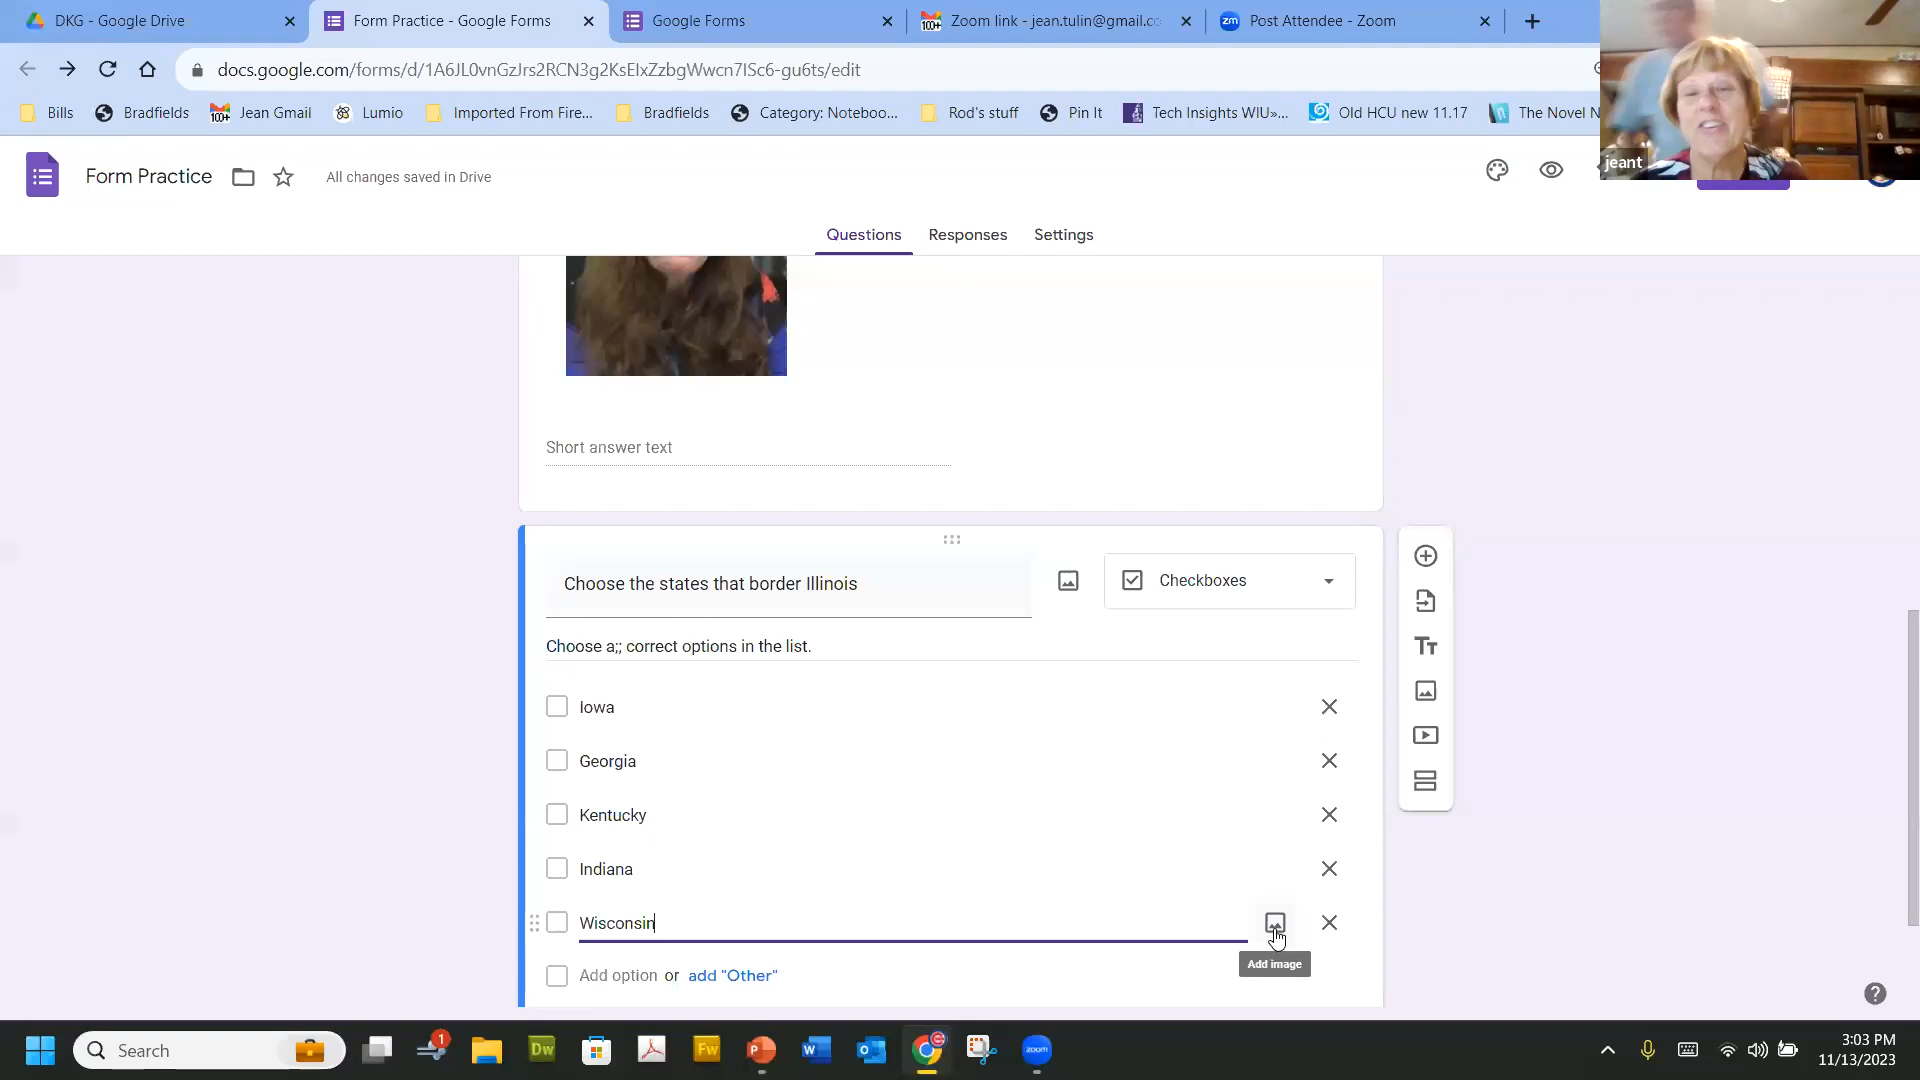 DKG - Google Drive
Form Practice - Google Forms
Google Forms
Zoom link - jean.tulin@gmail.co
Post Attendee - Zoom
docs.google.com/forms/d/1A6JL0vnGzJrs2RCN3g2KsEIxZzbgWwcn7ISc6-gu6ts/edit
Bills
Bradfields
Jean Gmail
Lumio
Imported From Fire...
Bradfields
Category: Noteboo...
Rod's stuff
Pin It
Tech Insights WIU»...
Old HCU new 11.17
The Novel N
jeant
Form Practice
All changes saved in Drive
Questions
Responses
Settings
Short answer text
Choose the states that border Illinois
Checkboxes
Choose a;; correct options in the list.
Iowa
Georgia
Kentucky
Indiana
Wisconsin
Add image
Add option or add "Other"
Search
1
Dw
Fw
zoom
3:03 PM
11/13/2023